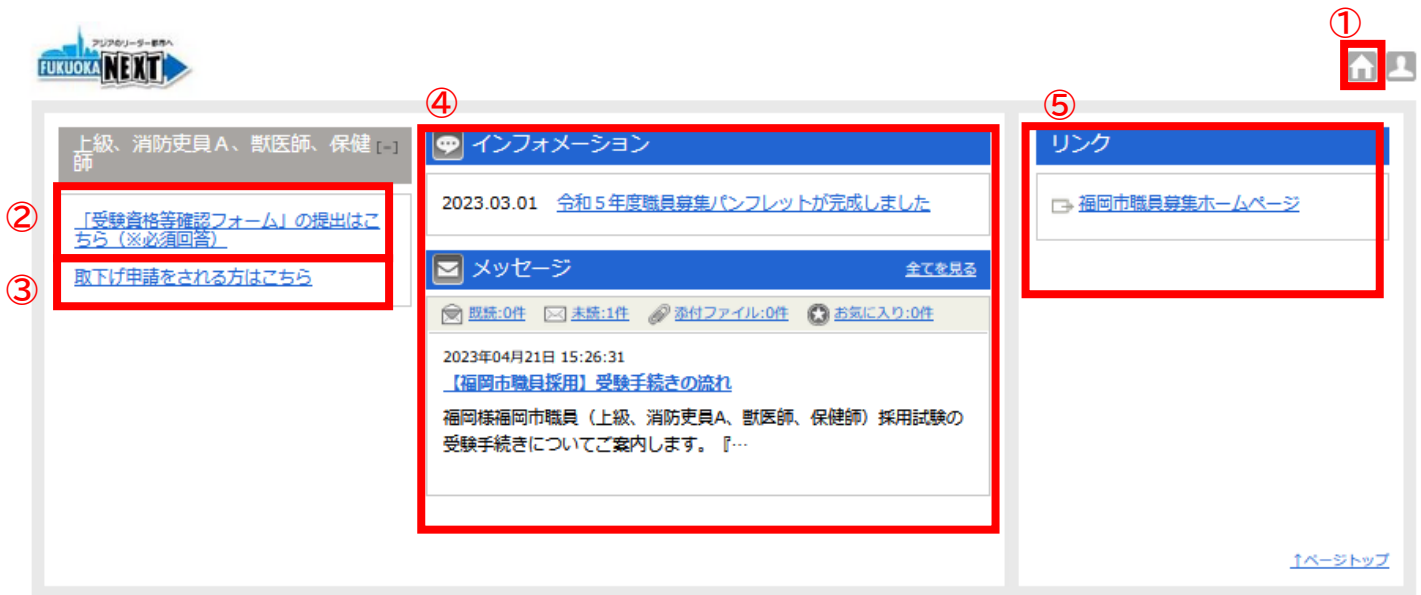 ①
アジアのリーダー都市へ
FUKUOKA NEXT
④
⑤
上級、消防吏員Ａ、獣医師、保健師 [-]
②
「受験資格等確認フォーム」の提出はこ
ちら（※必須回答）
③
取下げ申請をされる方はこちら
インフォメーション
2023.03.01 令和５年度職員募集パンフレットが完成しました
メッセージ 全てを見る
既読:0件 未読:1件 添付ファイル:0件 お気に入り:0件
2023年04月21日 15:26:31
【福岡市職員採用】受験手続きの流れ
福岡様福岡市職員（上級、消防吏員A、獣医師、保健師）採用試験の
受験手続きについてご案内します。『…
リンク
福岡市職員募集ホームページ
↑ページトップ